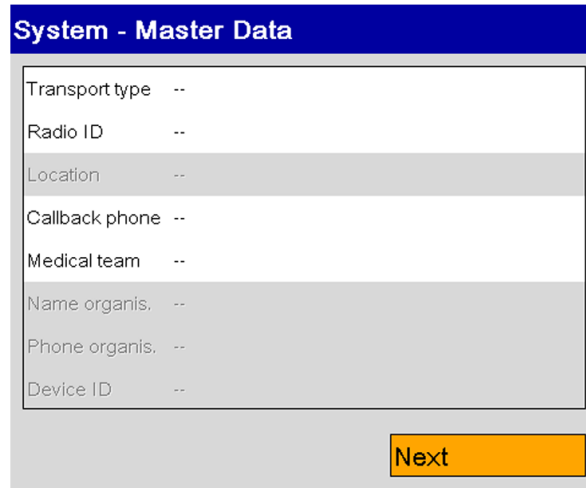 System - Master Data
Transport type --
Radio ID --
Location --
Callback phone --
Medical team --
Name organis. --
Phone organis. --
Device ID --
Next